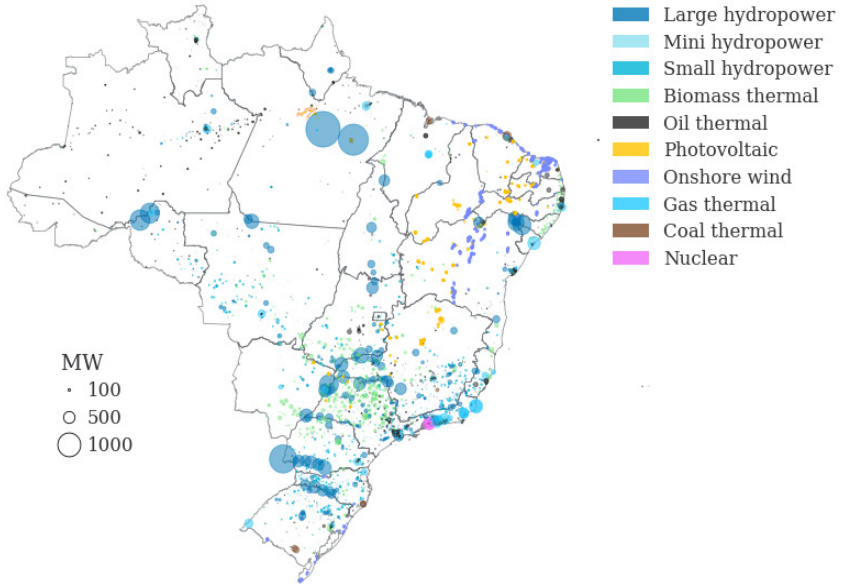 Large hydropower
Mini hydropower
Small hydropower
Biomass thermal
Oil thermal
Photovoltaic
Onshore wind
Gas thermal
Coal thermal
Nuclear
MW
100
500
1000